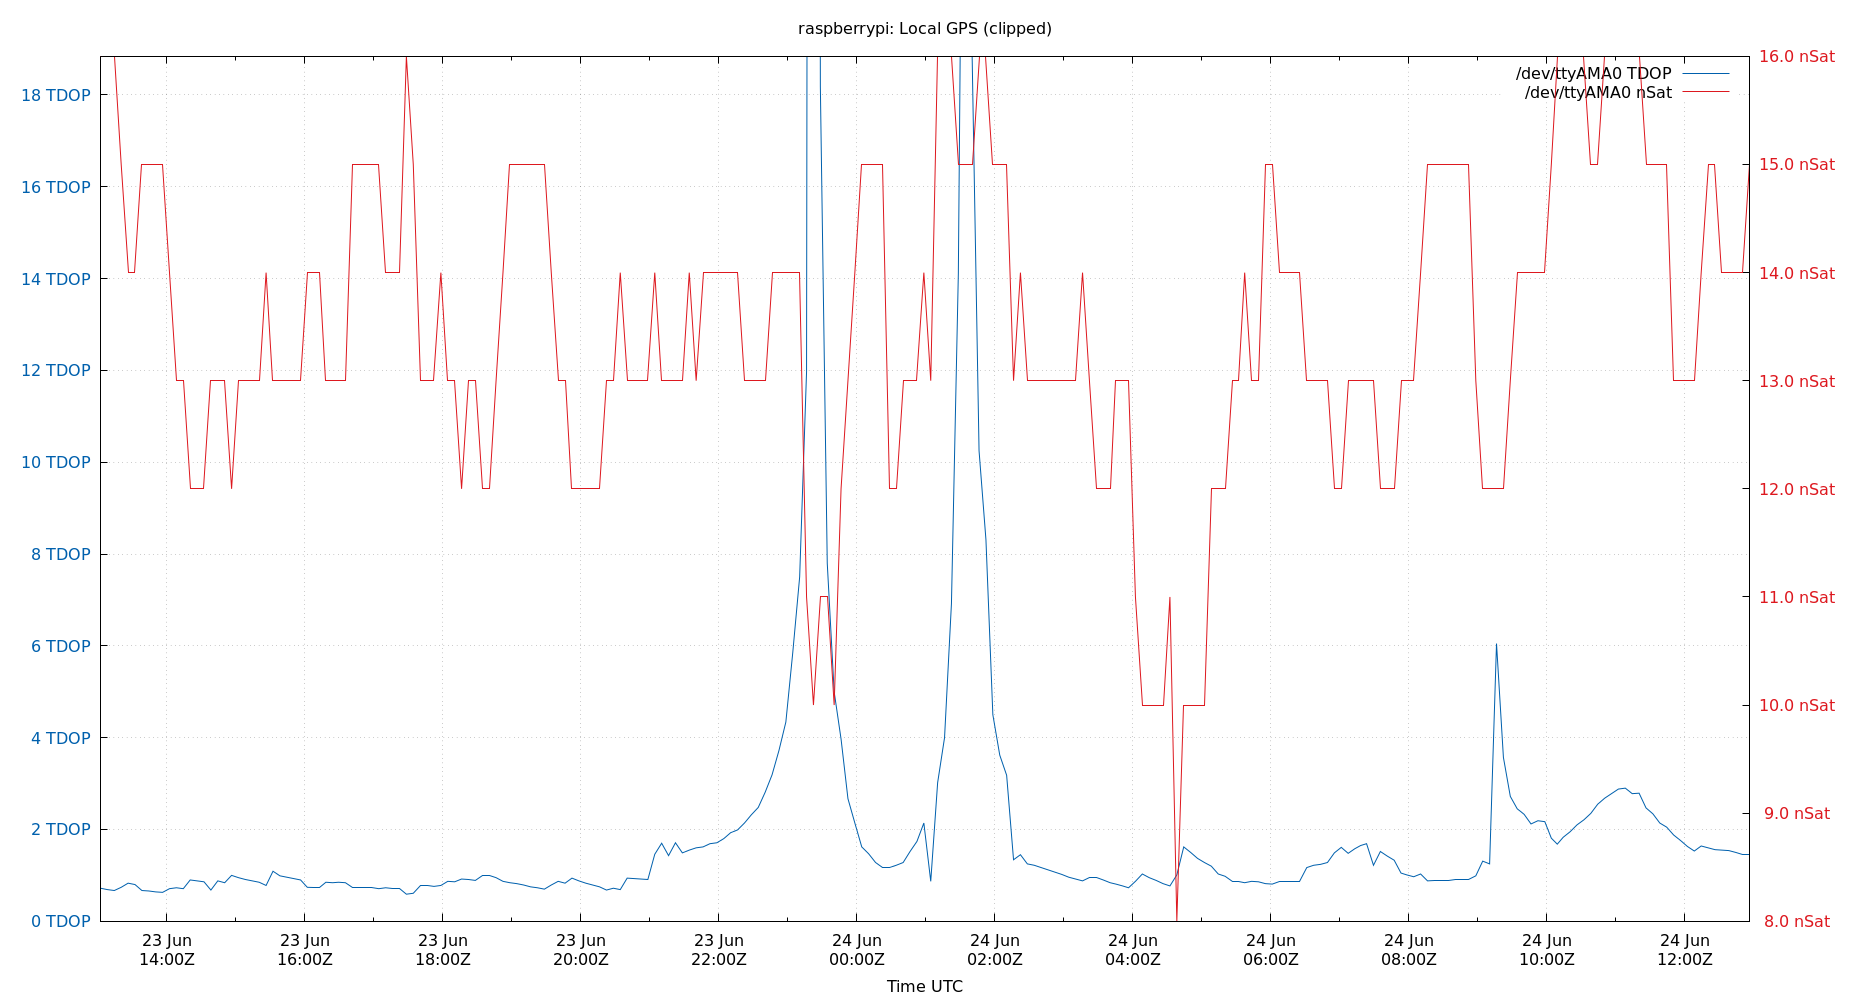 raspberrypi: Local GPS (clipped)
/dev/ttyAMA0 TDOP
/dev/ttyAMA0 nSat
18 TDOP
16 TDOP
14 TDOP
12 TDOP
10 TDOP
8 TDOP
6 TDOP
4 TDOP
2 TDOP
0 TDOP
16.0 nSat
15.0 nSat
14.0 nSat
13.0 nSat
12.0 nSat
11.0 nSat
10.0 nSat
9.0 nSat
8.0 nSat
23 Jun
14:00Z
23 Jun
16:00Z
23 Jun
18:00Z
23 Jun
20:00Z
23 Jun
22:00Z
24 Jun
00:00Z
24 Jun
02:00Z
24 Jun
04:00Z
24 Jun
06:00Z
24 Jun
08:00Z
24 Jun
10:00Z
24 Jun
12:00Z
Time UTC